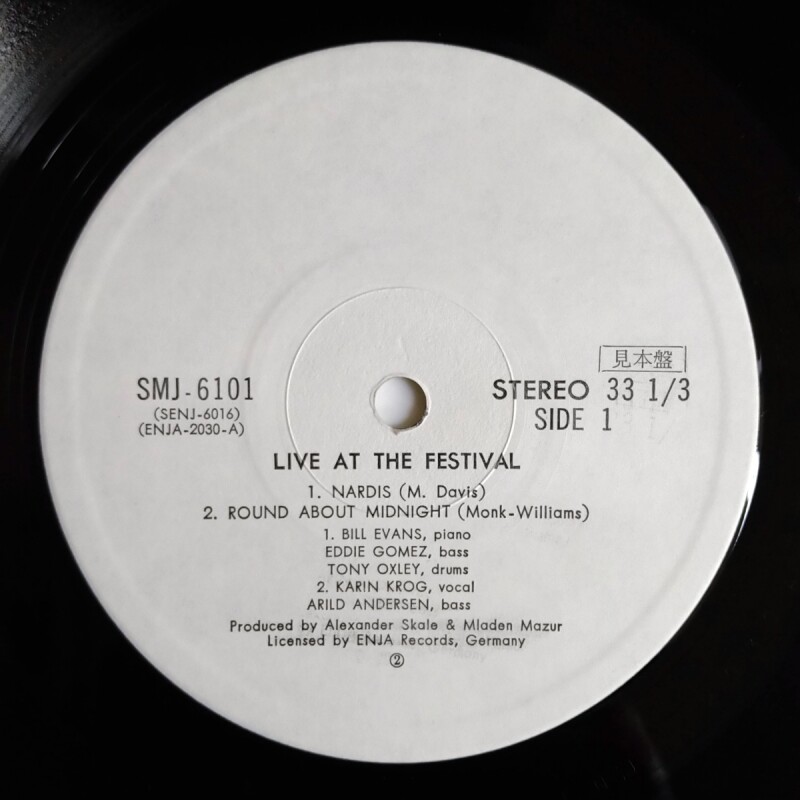 見本盤
SMJ-6101 STEREO 33 1/3
(SENJ-6016) SIDE 1
(ENJA-2030-A)
LIVE AT THE FESTIVAL
1. NARDIS (M. Davis)
2. ROUND ABOUT MIDNIGHT (Monk-Williams)
1. BILL EVANS, piano
EDDIE GOMEZ, bass
TONY OXLEY, drums
2. KARIN KROG, vocal
ARILD ANDERSEN, bass
Produced by Alexander Skale & Mladen Mazur
Licensed by ENJA Records, Germany
②